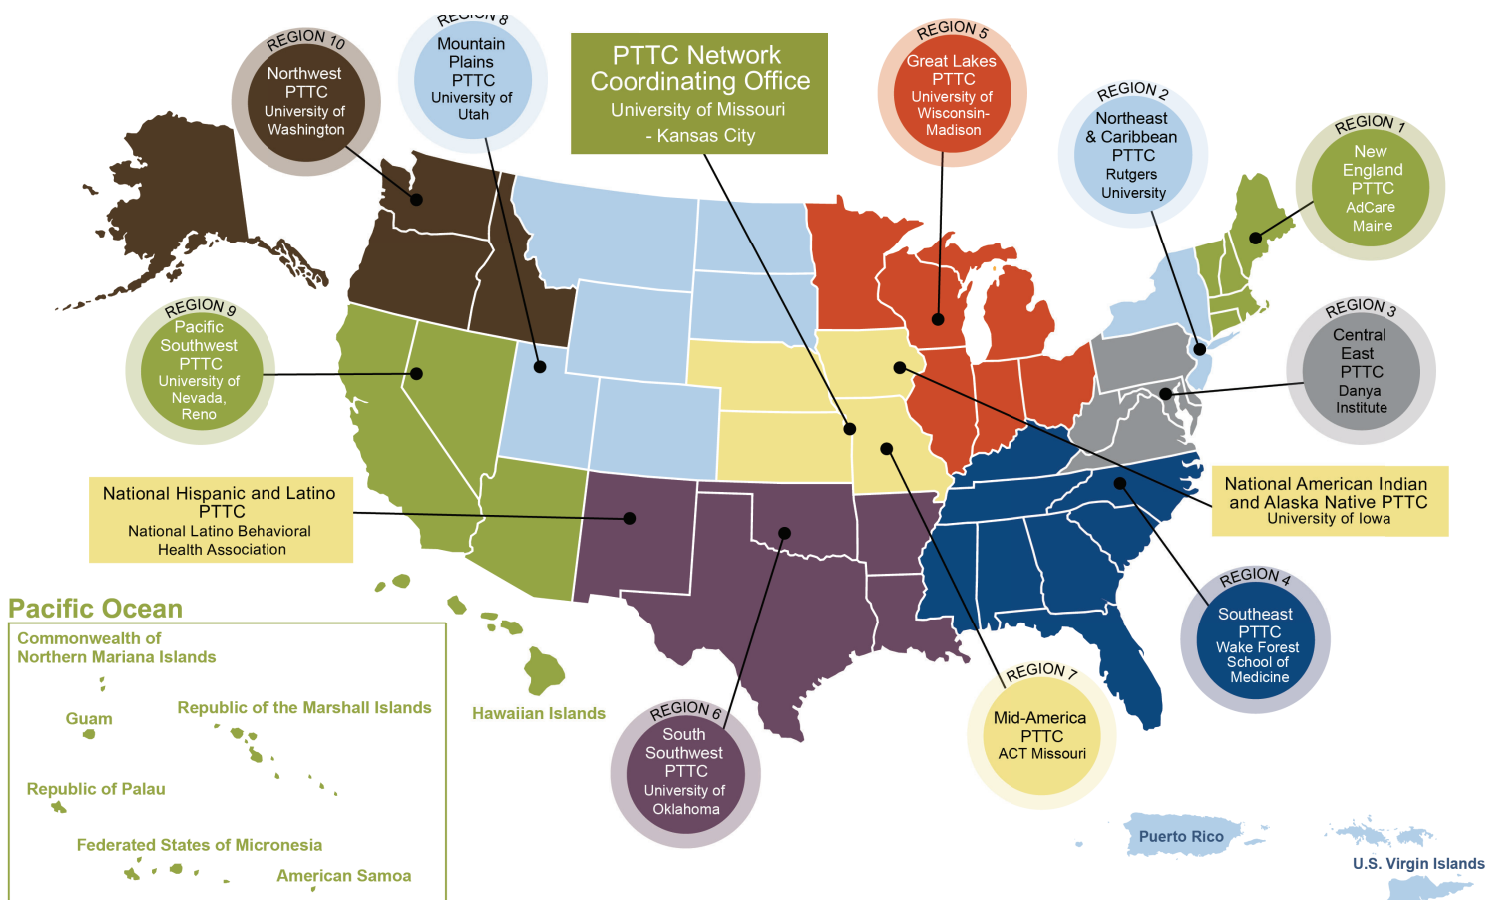 REGION 10
Northwest
PTTC
University of
Washington
REGION 8
Mountain
Plains
PTTC
University of
Utah
PTTC Network
Coordinating Office
University of Missouri
- Kansas City
REGION 5
Great Lakes
PTTC
University of
Wisconsin-
Madison
REGION 2
Northeast
& Caribbean
PTTC
Rutgers
University
REGION 1
New
England
PTTC
AdCare
Maine
REGION 9
Pacific
Southwest
PTTC
University of
Nevada,
Reno
REGION 3
Central
East
PTTC
Danya
Institute
National Hispanic and Latino
PTTC
National Latino Behavioral
Health Association
National American Indian
and Alaska Native PTTC
University of Iowa
REGION 4
Southeast
PTTC
Wake Forest
School of
Medicine
REGION 7
Mid-America
PTTC
ACT Missouri
REGION 6
South
Southwest
PTTC
University of
Oklahoma
Pacific Ocean
Commonwealth of
Northern Mariana Islands
Guam
Republic of the Marshall Islands
Republic of Palau
Federated States of Micronesia
American Samoa
Hawaiian Islands
Puerto Rico
U.S. Virgin Islands